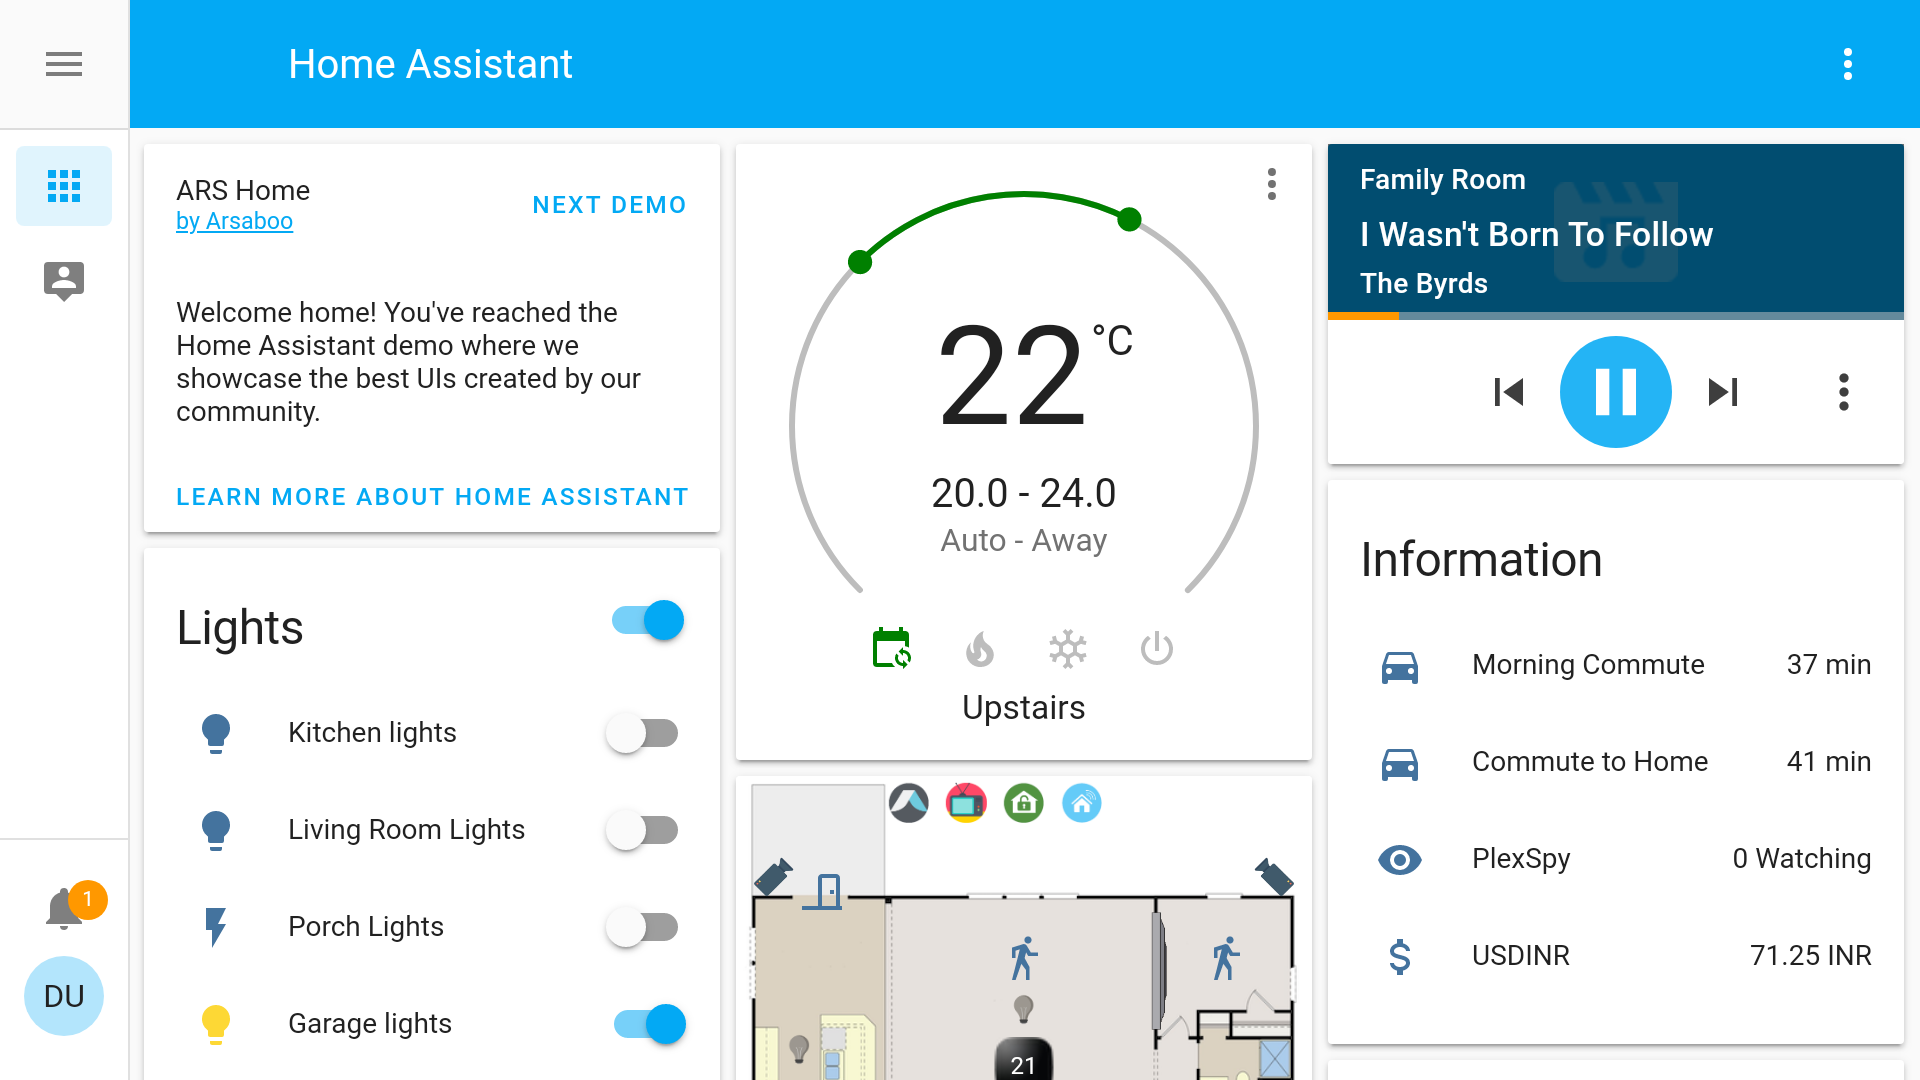 Home Assistant
ARS Home
by Arsaboo
NEXT DEMO
Welcome home! You've reached the
Home Assistant demo where we
showcase the best UIs created by our
community.
LEARN MORE ABOUT HOME ASSISTANT
Lights
Kitchen lights
Living Room Lights
Porch Lights
Garage lights
22 °C
20.0 - 24.0
Auto - Away
Upstairs
21
Family Room
I Wasn't Born To Follow
The Byrds
Information
Morning Commute 37 min
Commute to Home 41 min
PlexSpy 0 Watching
USDINR 71.25 INR
1
DU